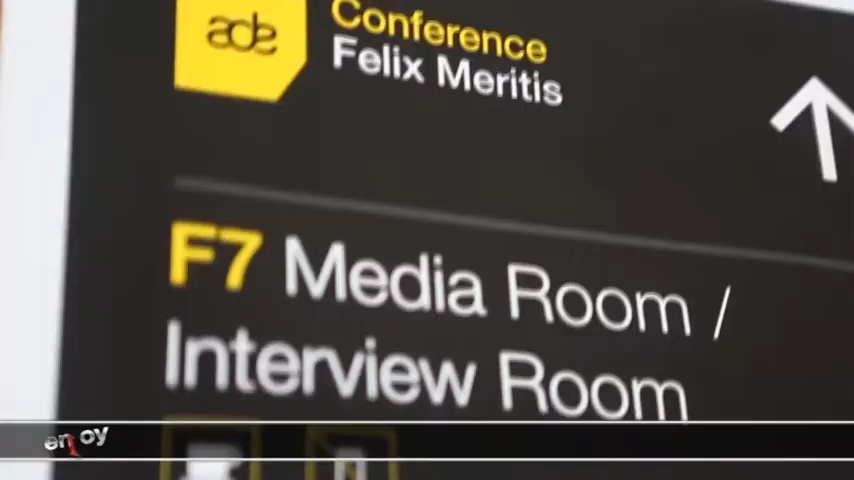 ade
Conference
Felix Meritis
F7 Media Room /
Interview Room
enjoy